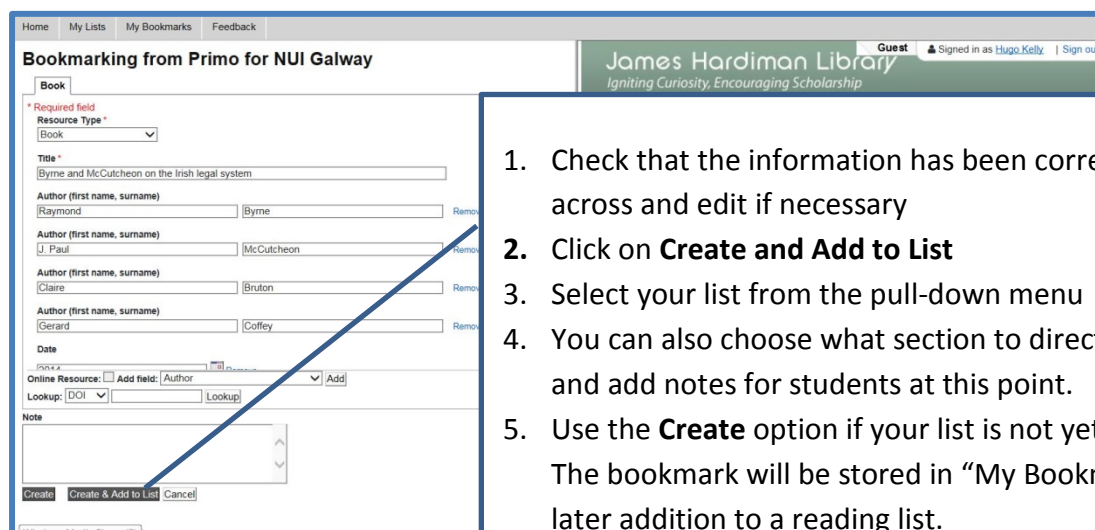 Home My Lists My Bookmarks Feedback
Bookmarking from Primo for NUI Galway
Guest Signed in as Hugo Kelly | Sign ou
James Hardiman Library
Igniting Curiosity, Encouraging Scholarship
Book
* Required field
Resource Type *
Book
Title *
Byrne and McCutcheon on the Irish legal system
Author (first name, surname)
Raymond Byrne Remov
Author (first name, surname)
J. Paul McCutcheon Remov
Author (first name, surname)
Claire Bruton Remov
Author (first name, surname)
Gerard Coffey Remov
Date
2014
Online Resource: Add field: Author Add
Lookup: DOI Lookup
Note
Create Create & Add to List Cancel
1. Check that the information has been corre
across and edit if necessary
2. Click on Create and Add to List
3. Select your list from the pull-down menu
4. You can also choose what section to direct
and add notes for students at this point.
5. Use the Create option if your list is not yet
The bookmark will be stored in “My Bookm
later addition to a reading list.